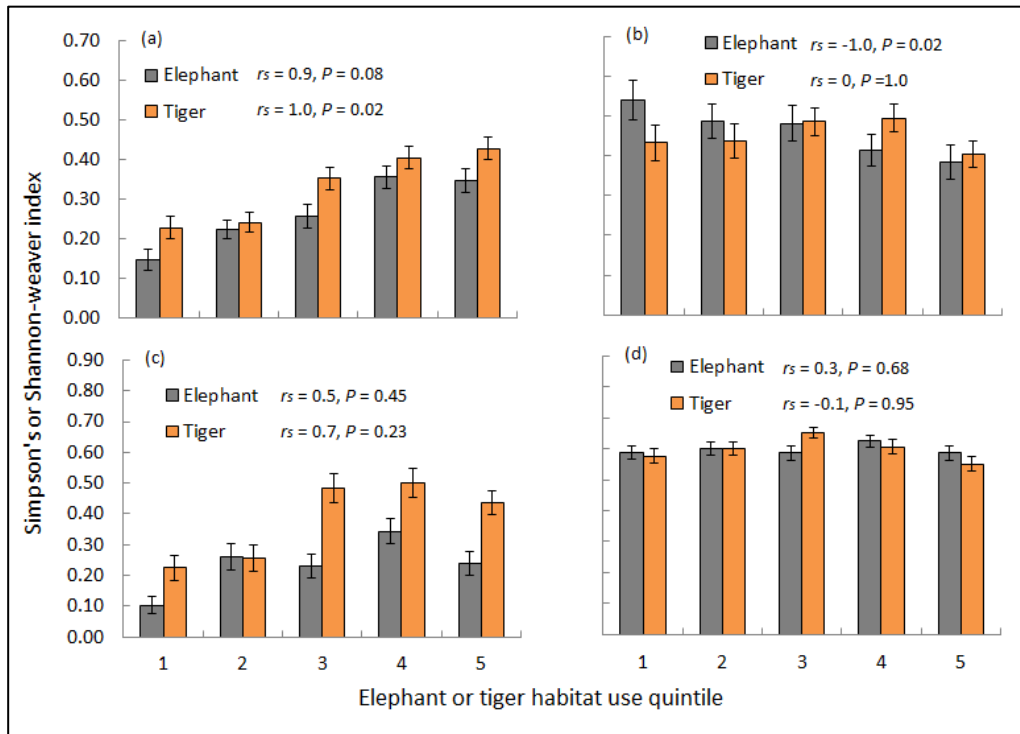 Simpson's or Shannon-weaver index
(a)
Elephant rs = 0.9, P = 0.08
Tiger rs = 1.0, P = 0.02
0.70
0.60
0.50
0.40
0.30
0.20
0.10
0.00
(b)
Elephant rs = -1.0, P = 0.02
Tiger rs = 0, P =1.0
(c)
Elephant rs = 0.5, P = 0.45
Tiger rs = 0.7, P = 0.23
0.90
0.80
0.70
0.60
0.50
0.40
0.30
0.20
0.10
0.00
1 2 3 4 5
(d)
Elephant rs = 0.3, P = 0.68
Tiger rs = -0.1, P = 0.95
1 2 3 4 5
Elephant or tiger habitat use quintile